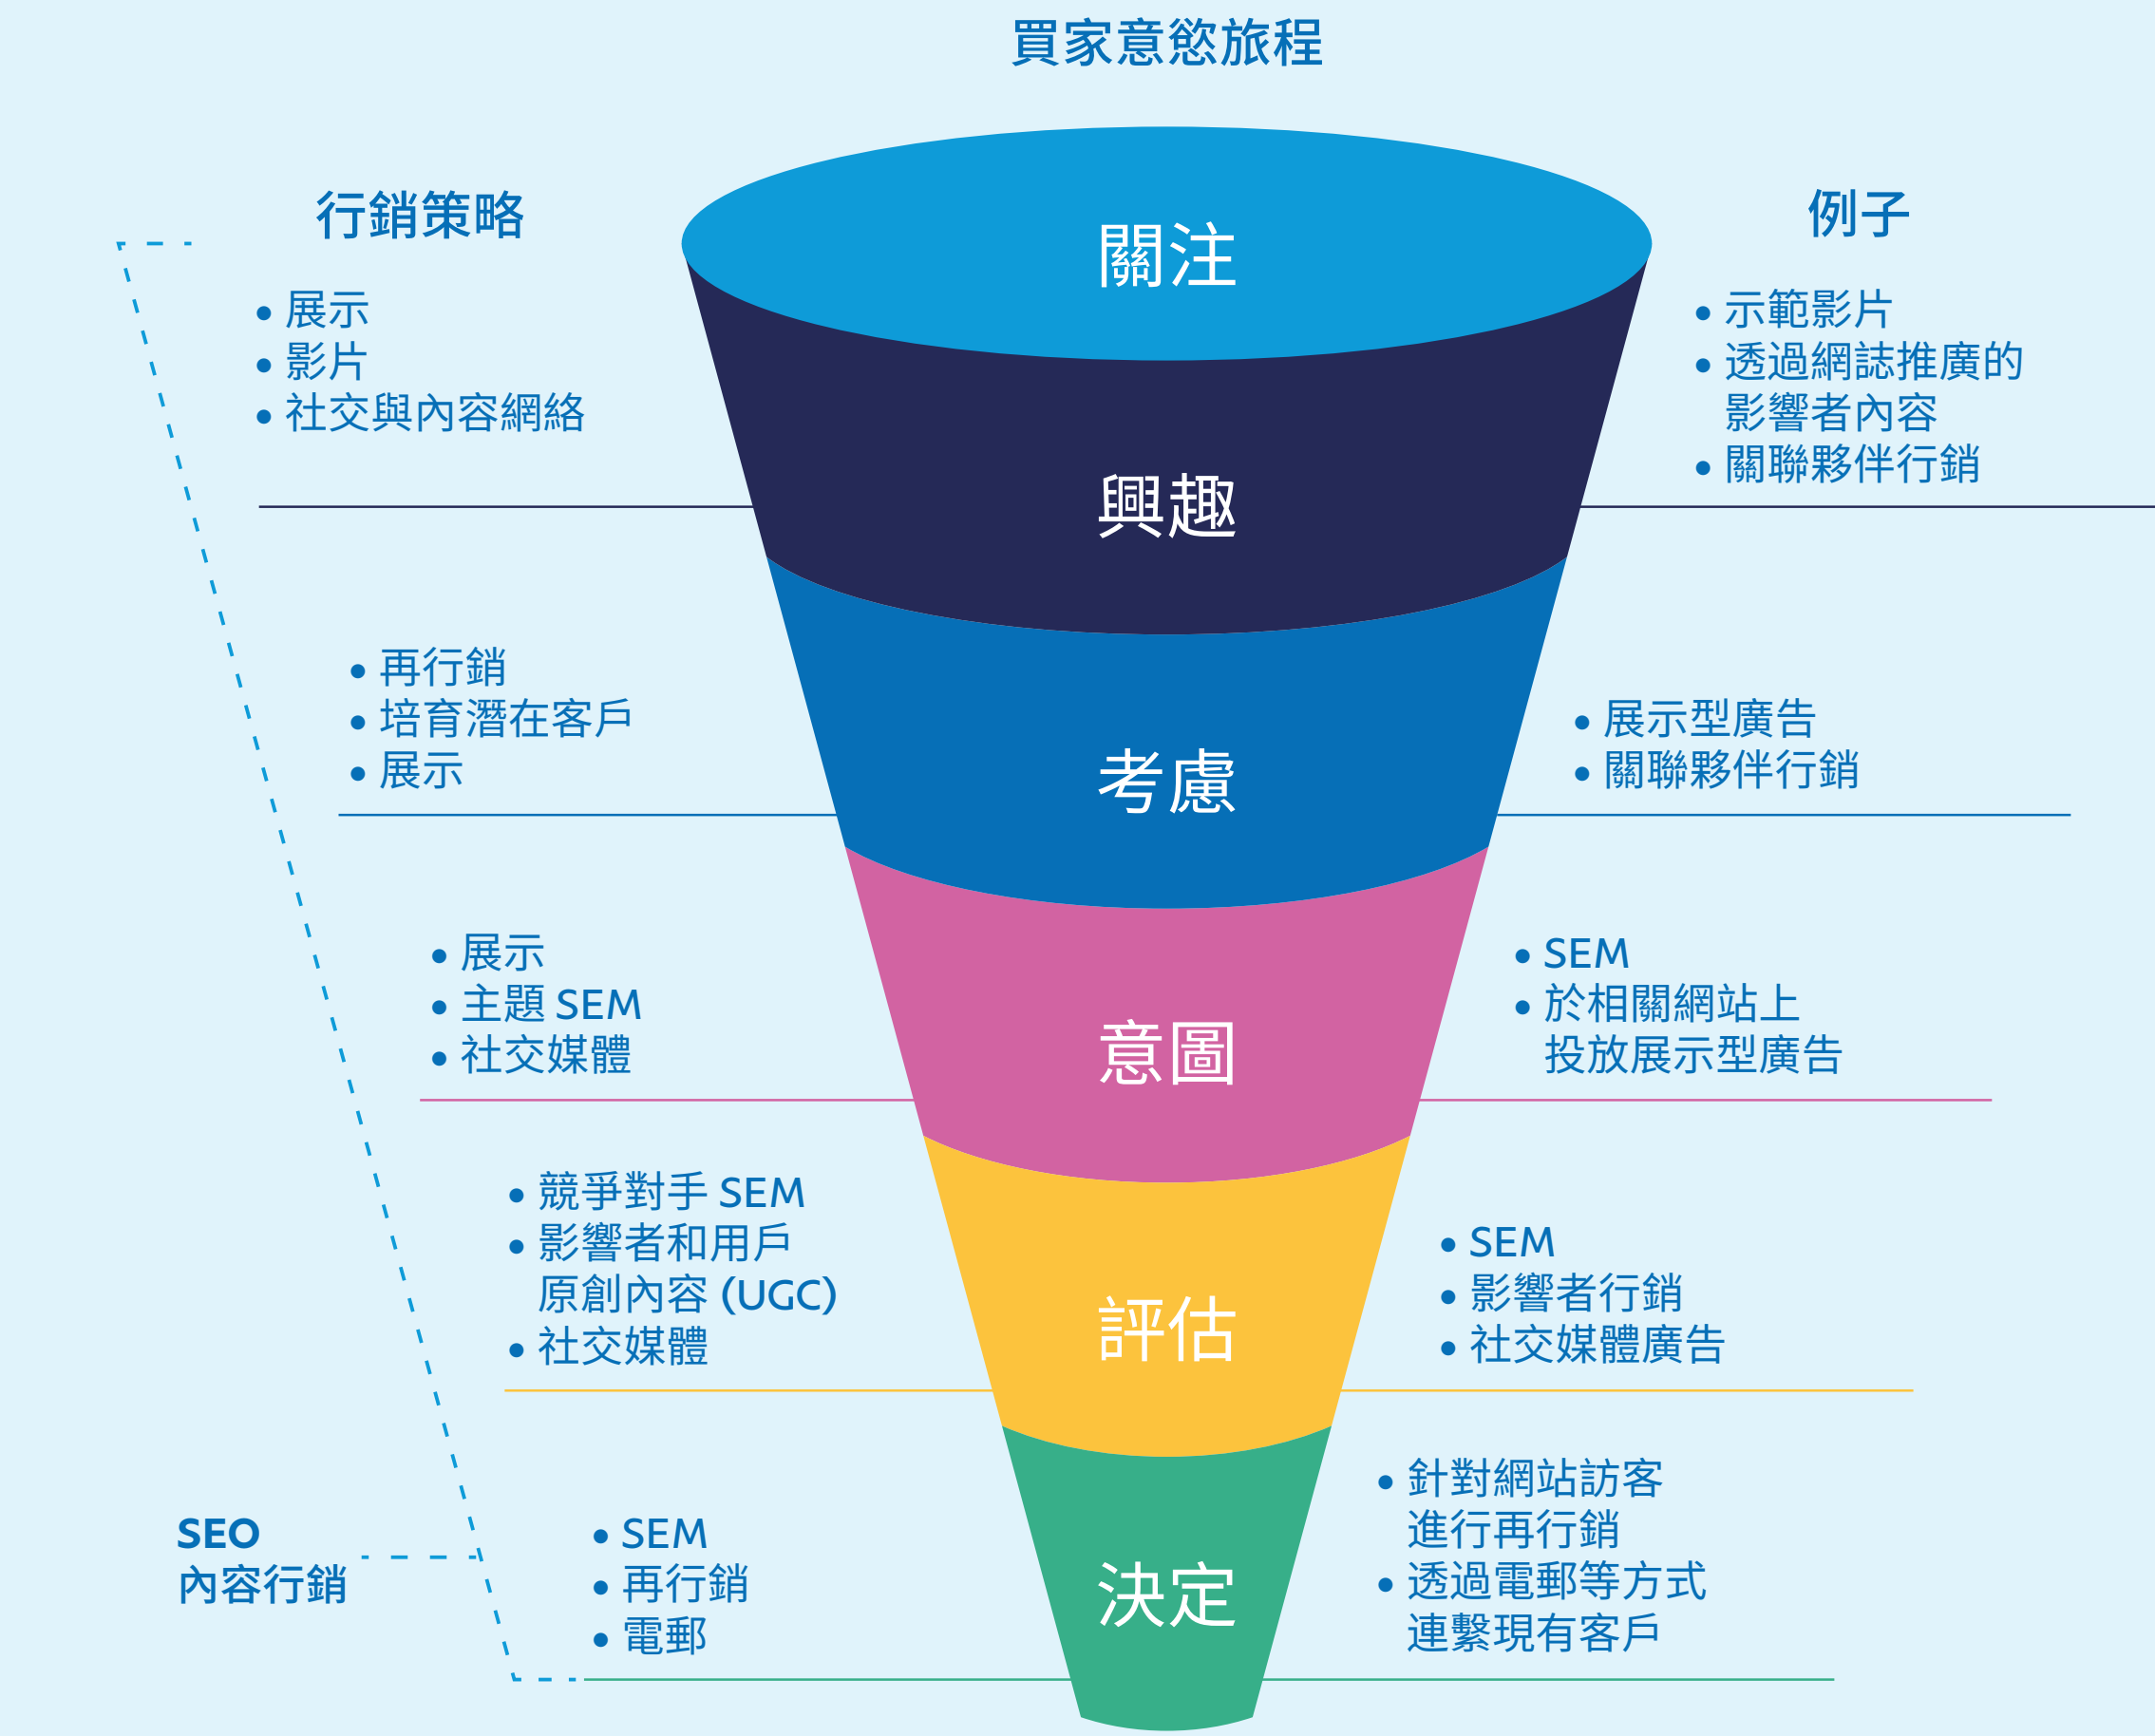 買家意慾旅程
行銷策略
例子
關注
• 展示
• 影片
• 社交與內容網絡
• 示範影片
• 透過網誌推廣的
影響者內容
• 關聯夥伴行銷
興趣
• 再行銷
• 培育潛在客戶
• 展示
考慮
• 展示型廣告
• 關聯夥伴行銷
• 展示
• 主題 SEM
• 社交媒體
意圖
• SEM
• 於相關網站上
投放展示型廣告
• 競爭對手 SEM
• 影響者和用戶
原創內容 (UGC)
• 社交媒體
評估
• SEM
• 影響者行銷
• 社交媒體廣告
SEO
內容行銷
• SEM
• 再行銷
• 電郵
決定
• 針對網站訪客
進行再行銷
• 透過電郵等方式
連繫現有客戶